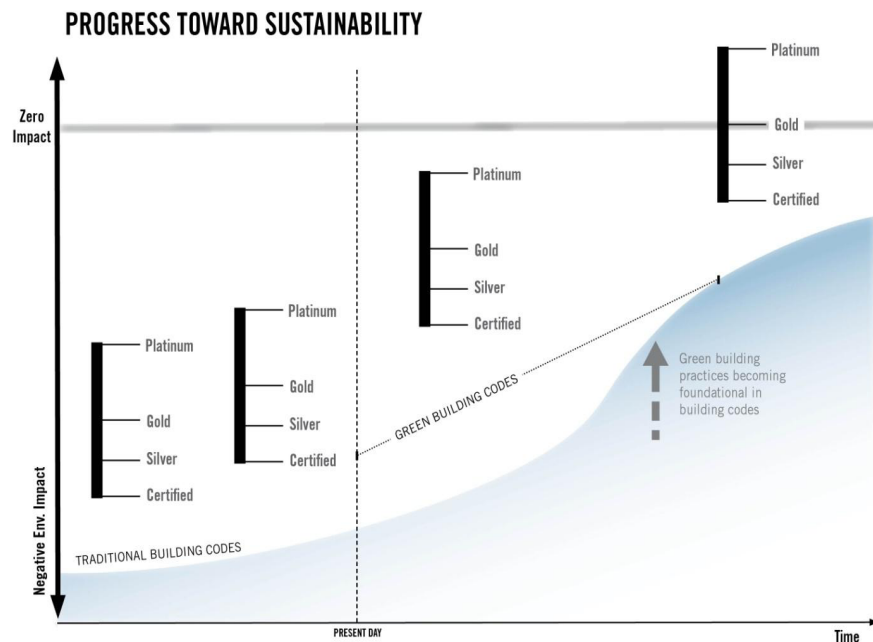 PROGRESS TOWARD SUSTAINABILITY
Zero
Impact
Negative Env. Impact
Platinum
Gold
Silver
Certified
Platinum
Gold
Silver
Certified
Platinum
Gold
Silver
Certified
Platinum
Gold
Silver
Certified
GREEN BUILDING CODES
Green building
practices becoming
foundational in
building codes
TRADITIONAL BUILDING CODES
PRESENT DAY
Time